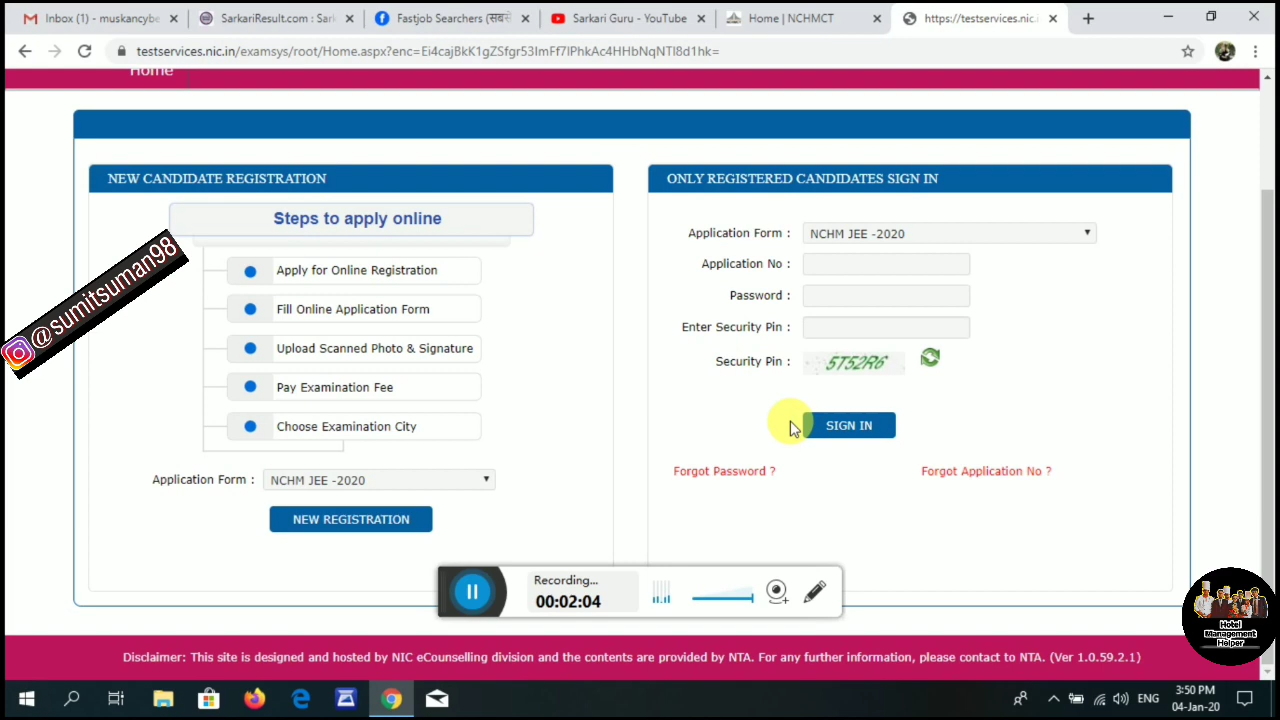 Inbox (1) - muskancybe
SarkariResult.com : Sark
Fastjob Searchers (सबसे
Sarkari Guru - YouTube
Home | NCHMCT
https://testservices.nic.i
testservices.nic.in/examsys/root/Home.aspx?enc=Ei4cajBkK1gZSfgr53ImFf7lPhkAc4HHbNqNTl8d1hk=
Home
NEW CANDIDATE REGISTRATION
Steps to apply online
Apply for Online Registration
Fill Online Application Form
Upload Scanned Photo & Signature
Pay Examination Fee
Choose Examination City
Application Form : NCHM JEE -2020
NEW REGISTRATION
ONLY REGISTERED CANDIDATES SIGN IN
Application Form : NCHM JEE -2020
Application No :
Password :
Enter Security Pin :
Security Pin : 5T52R6
SIGN IN
Forgot Password ? Forgot Application No ?
@sumitsuman98
Recording...
00:02:04
Hotel
Management
Helper
Disclaimer: This site is designed and hosted by NIC eCounselling division and the contents are provided by NTA. For any further information, please contact to NTA. (Ver 1.0.59.2.1)
ENG
3:50 PM
04-Jan-20